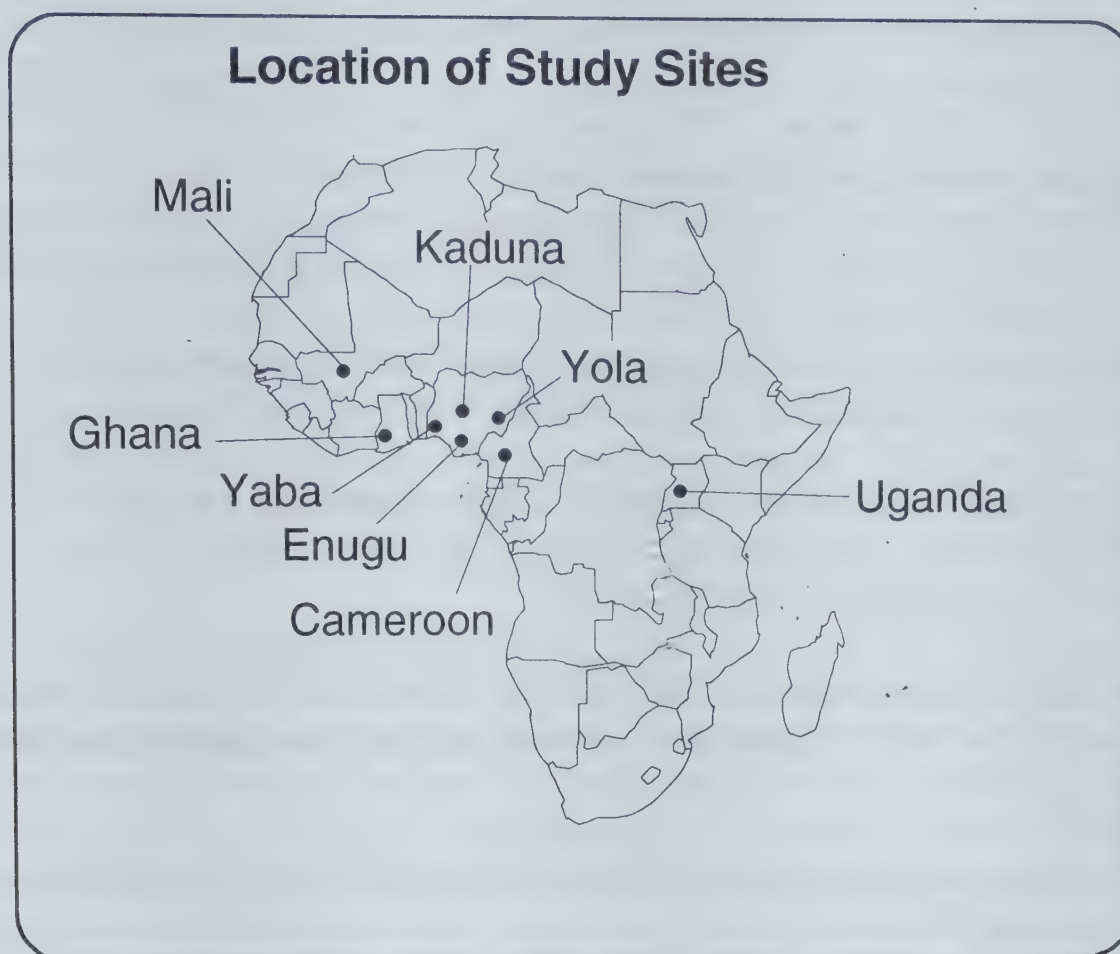 Location of Study Sites
Mali
Kaduna
Yola
Ghana
Yaba
Uganda
Enugu
Cameroon